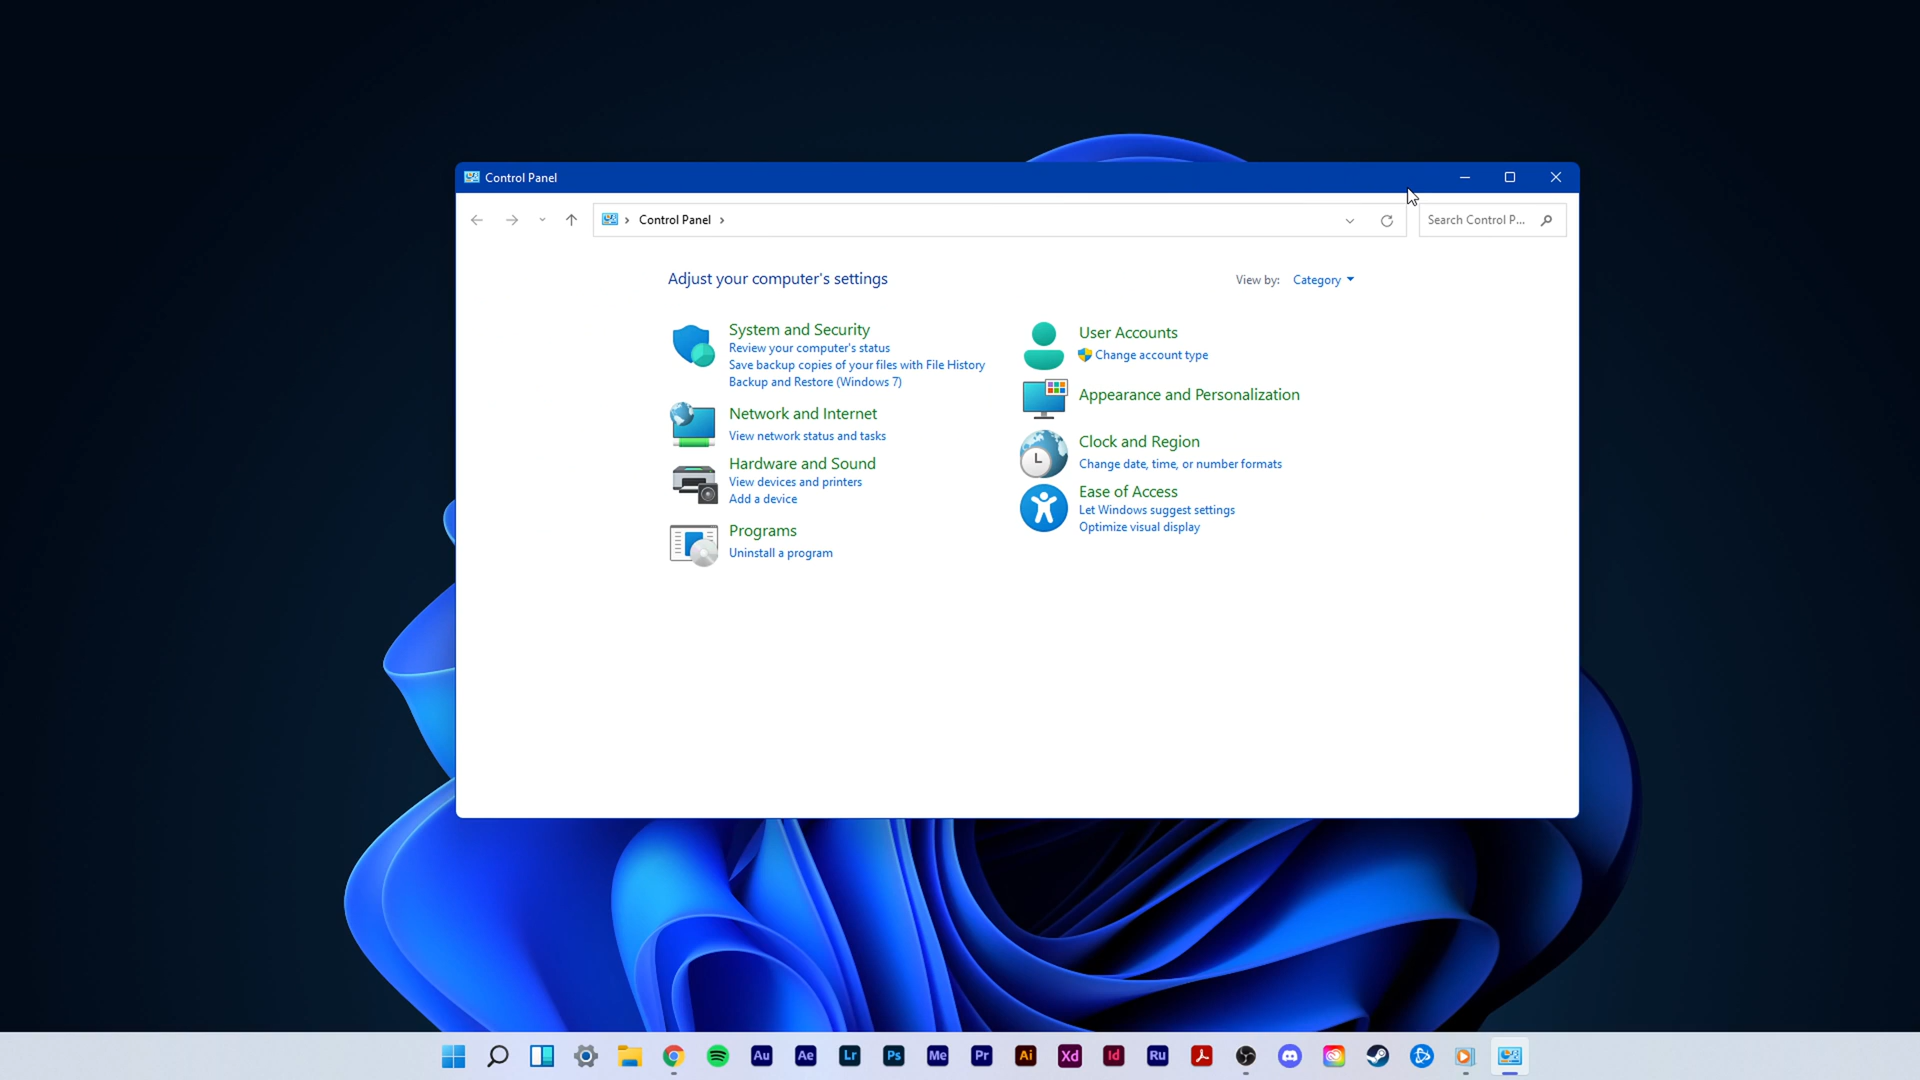 Control Panel
Control Panel
Search Control P...
Adjust your computer's settings
View by: Category
System and Security
Review your computer's status
Save backup copies of your files with File History
Backup and Restore (Windows 7)
Network and Internet
View network status and tasks
Hardware and Sound
View devices and printers
Add a device
Programs
Uninstall a program
User Accounts
Change account type
Appearance and Personalization
Clock and Region
Change date, time, or number formats
Ease of Access
Let Windows suggest settings
Optimize visual display
Au Ae Lr Ps Me Pr Ai Xd Id Ru